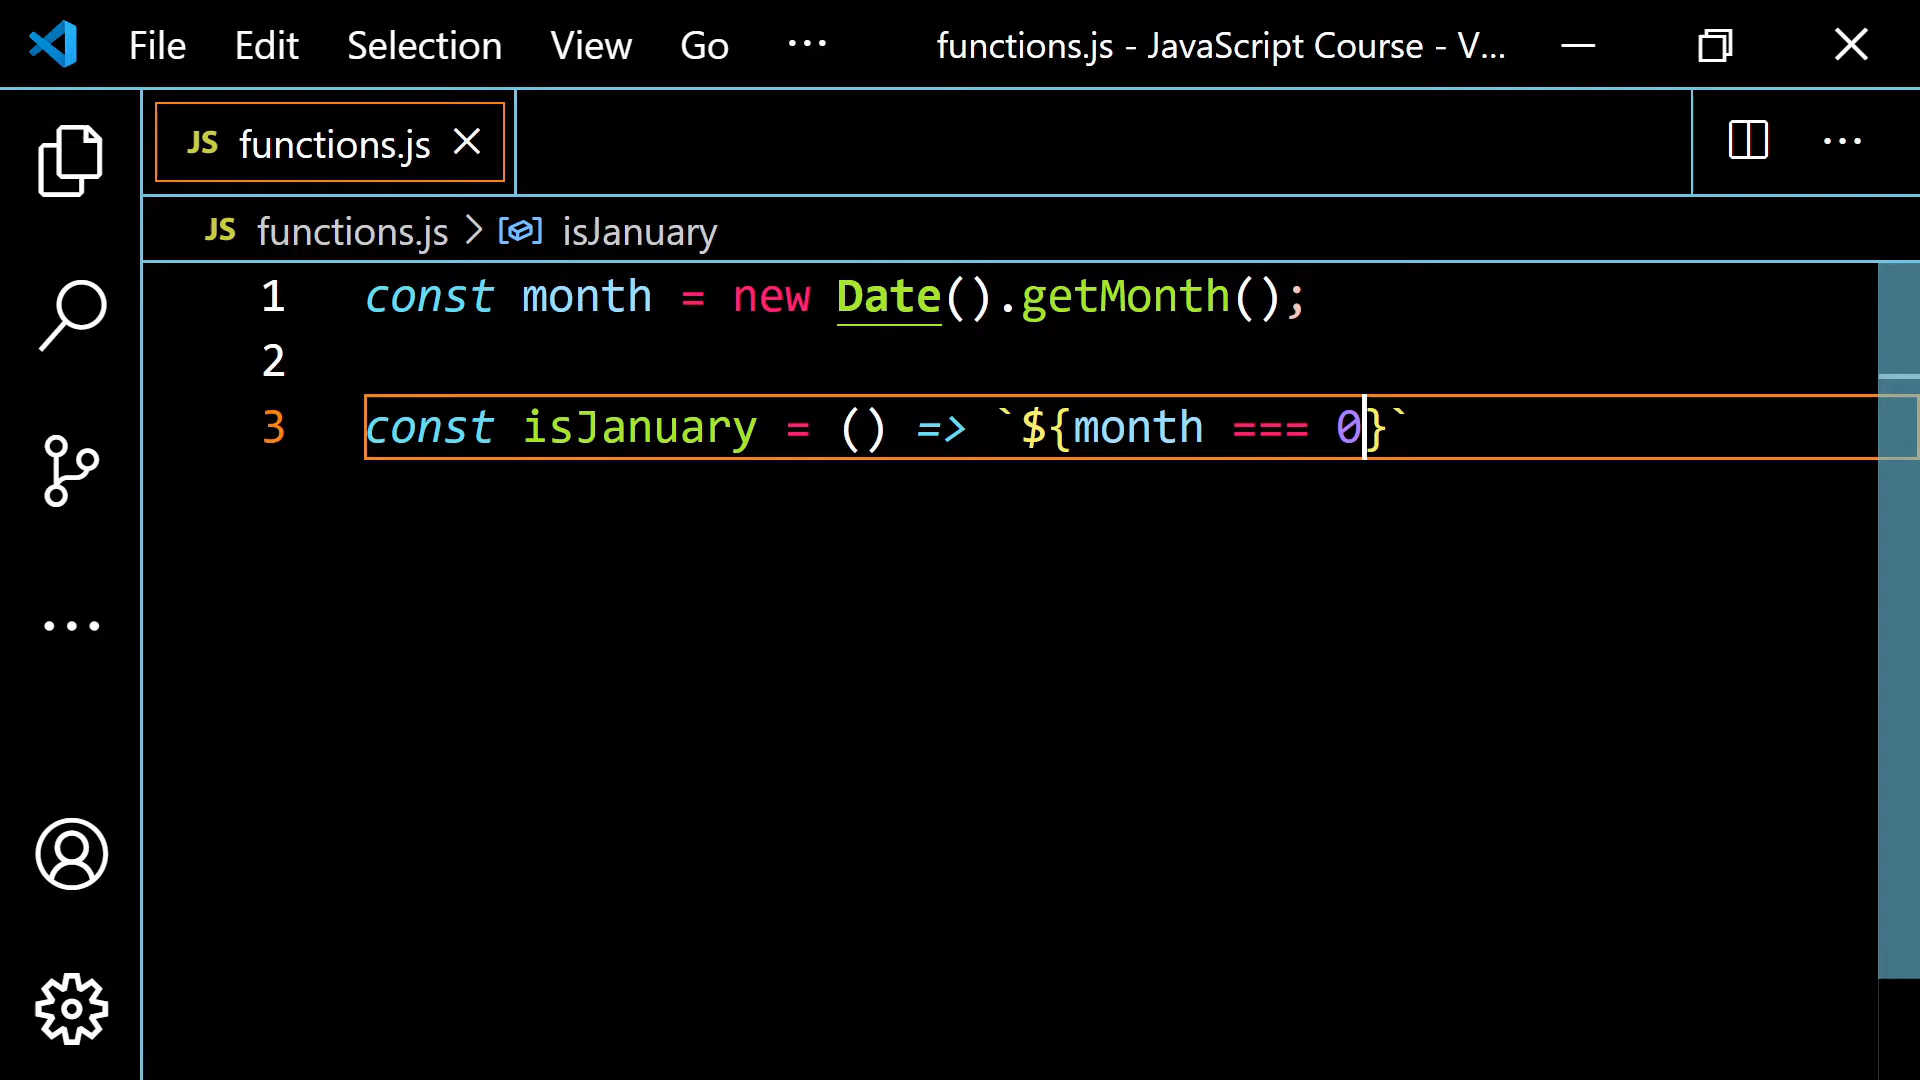 File Edit Selection View Go ··· functions.js - JavaScript Course - V...
JS functions.js
JS functions.js > isJanuary
1 const month = new Date().getMonth();
2
3 const isJanuary = () => `${month === 0}`